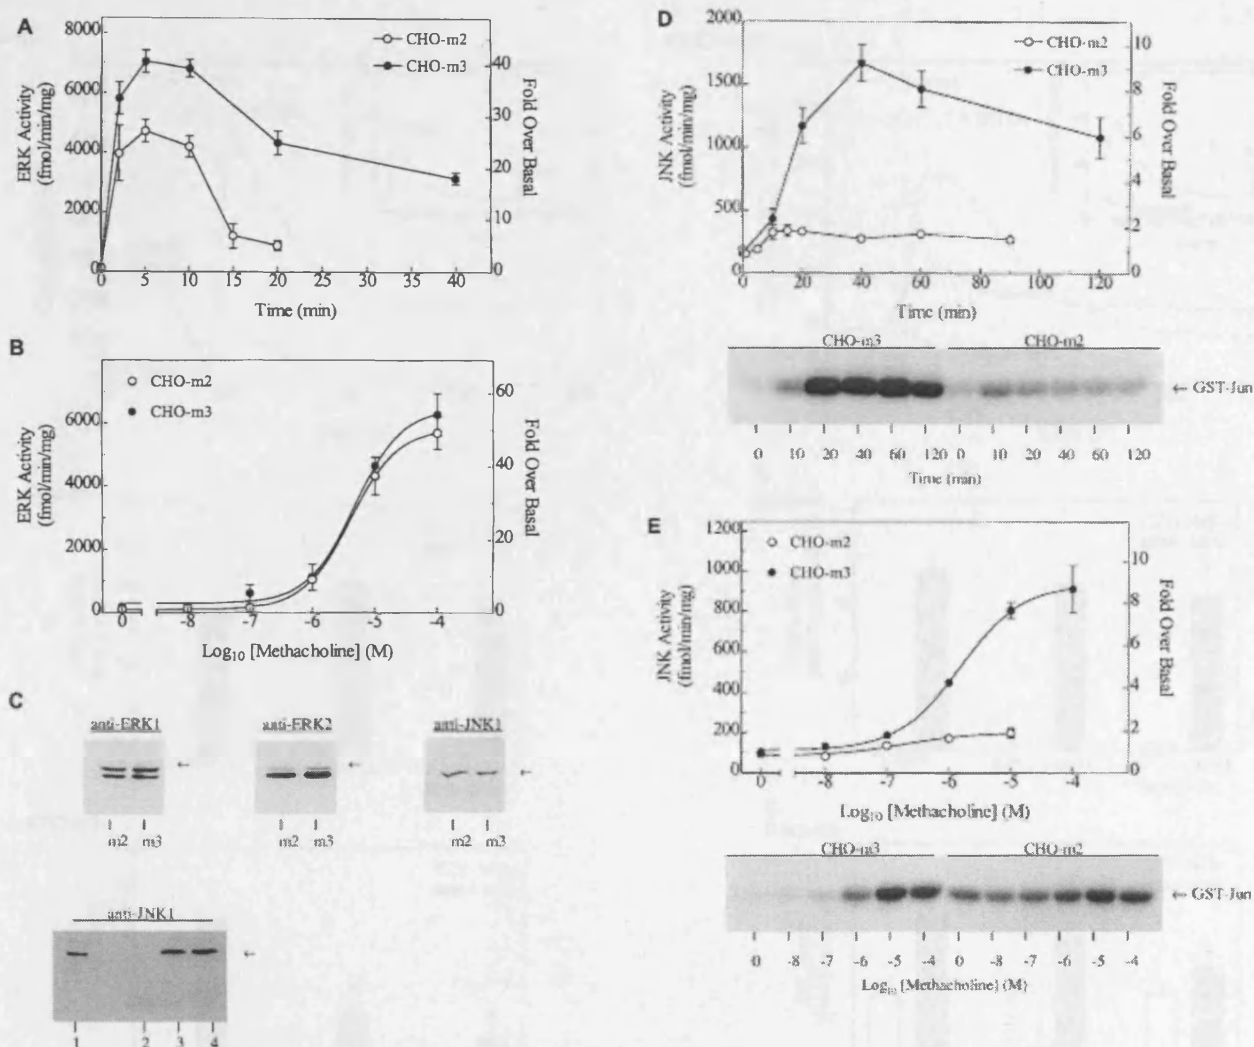 A
8000
6000
4000
2000
0
ERK Activity
(fmol/min/mg)
CHO-m2
CHO-m3
40
30
20
10
0
Fold Over Basal
0 5 10 15 20 25 30 35 40
Time (min)
B
CHO-m2
CHO-m3
6000
4000
2000
0
ERK Activity
(fmol/min/mg)
60
40
20
0
Fold Over Basal
0 -8 -7 -6 -5 -4
Log10 [Methacholine] (M)
C
anti-ERK1 anti-ERK2 anti-JNK1
← ← ←
m2 m3 m2 m3 m2 m3
anti-JNK1
←
1 2 3 4
D
2000
1500
1000
500
0
JNK Activity
(fmol/min/mg)
CHO-m2
CHO-m3
10
8
6
4
2
0
Fold Over Basal
20 40 60 80 100 120
Time (min)
CHO-m3 CHO-m2
← GST-Jun
0 10 20 40 60 120 0 10 20 40 60 120
Time (min)
E
1200
1000
800
600
400
200
0
JNK Activity
(fmol/min/mg)
CHO-m2
CHO-m3
10
8
6
4
2
0
Fold Over Basal
0 -8 -7 -6 -5 -4
Log10 [Methacholine] (M)
CHO-m3 CHO-m2
← GST-Jun
0 -8 -7 -6 -5 -4 0 -8 -7 -6 -5 -4
Log10 [Methacholine] (M)